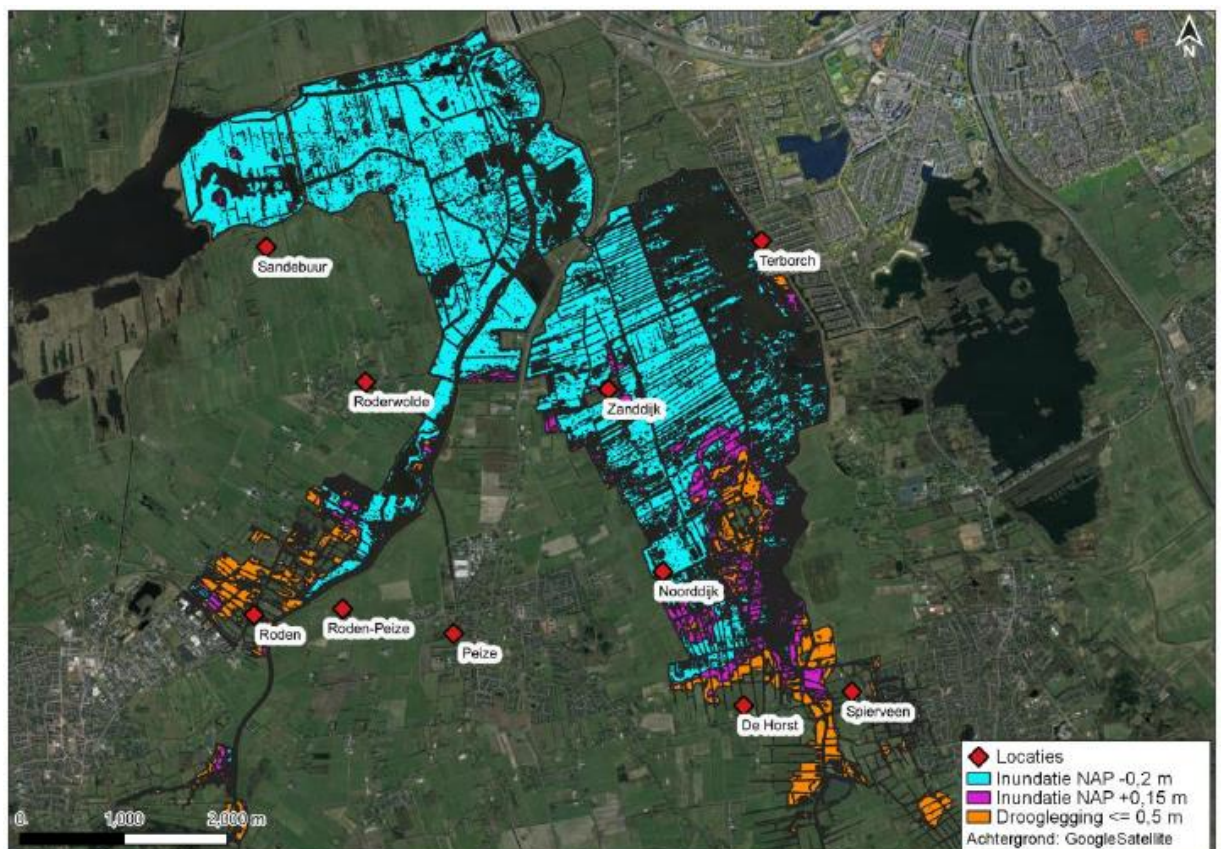 N
Sandebuur
Terborch
Roderwolde
Zanddijk
Noorddijk
Roden
Roden-Peize
Peize
De Horst
Spierveen
0. 1,000 2,000 m
Locaties
Inundatie NAP -0,2 m
Inundatie NAP +0,15 m
Drooglegging <= 0,5 m
Achtergrond: GoogleSatellite